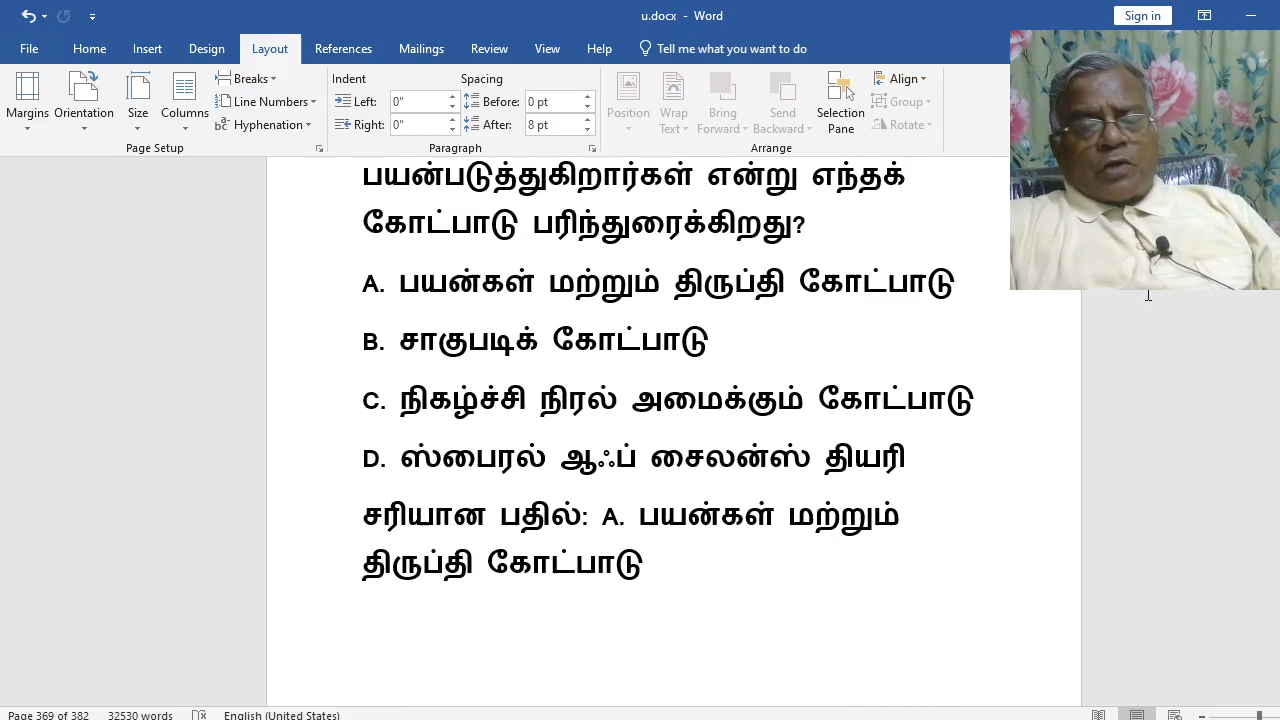 u.docx - Word
Sign in
File Home Insert Design Layout References Mailings Review View Help Tell me what you want to do
Margins Orientation Size Columns Breaks Line Numbers Hyphenation
Page Setup
Indent Spacing
Left: 0" Before: 0 pt
Right: 0" After: 8 pt
Paragraph
Position Wrap Text Bring Forward Send Backward Selection Pane Align Group Rotate
Arrange
பயன்படுத்துகிறார்கள் என்று எந்தக்
கோட்பாடு பரிந்துரைக்கிறது?
A. பயன்கள் மற்றும் திருப்தி கோட்பாடு
B. சாகுபடிக் கோட்பாடு
C. நிகழ்ச்சி நிரல் அமைக்கும் கோட்பாடு
D. ஸ்பைரல் ஆஃப் சைலன்ஸ் தியரி
சரியான பதில்: A. பயன்கள் மற்றும்
திருப்தி கோட்பாடு
Page 369 of 382 32530 words English (United States)